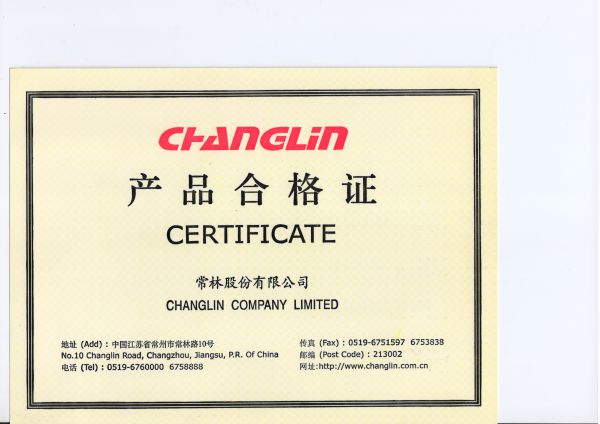 CHANGLIN
产品合格证
CERTIFICATE
常林股份有限公司
CHANGLIN COMPANY LIMITED
地址 (Add)：中国江苏省常州市常林路10号
No.10 Changlin Road, Changzhou, Jiangsu, P.R. Of China
电话 (Tel)：0519-6760000 6758888
传真 (Fax)：0519-6751597 6753838
邮编 (Post Code)：213002
网址:http://www.changlin.com.cn